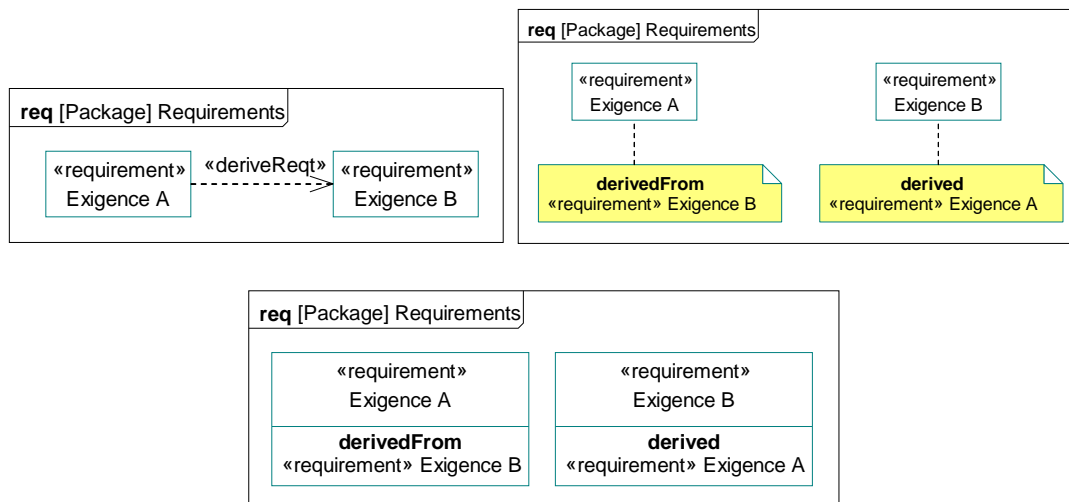 req [Package] Requirements
«requirement»
Exigence A
«deriveReqt»
«requirement»
Exigence B
req [Package] Requirements
«requirement»
Exigence A
«requirement»
Exigence B
derivedFrom
«requirement» Exigence B
derived
«requirement» Exigence A
req [Package] Requirements
«requirement»
Exigence A
derivedFrom
«requirement» Exigence B
«requirement»
Exigence B
derived
«requirement» Exigence A